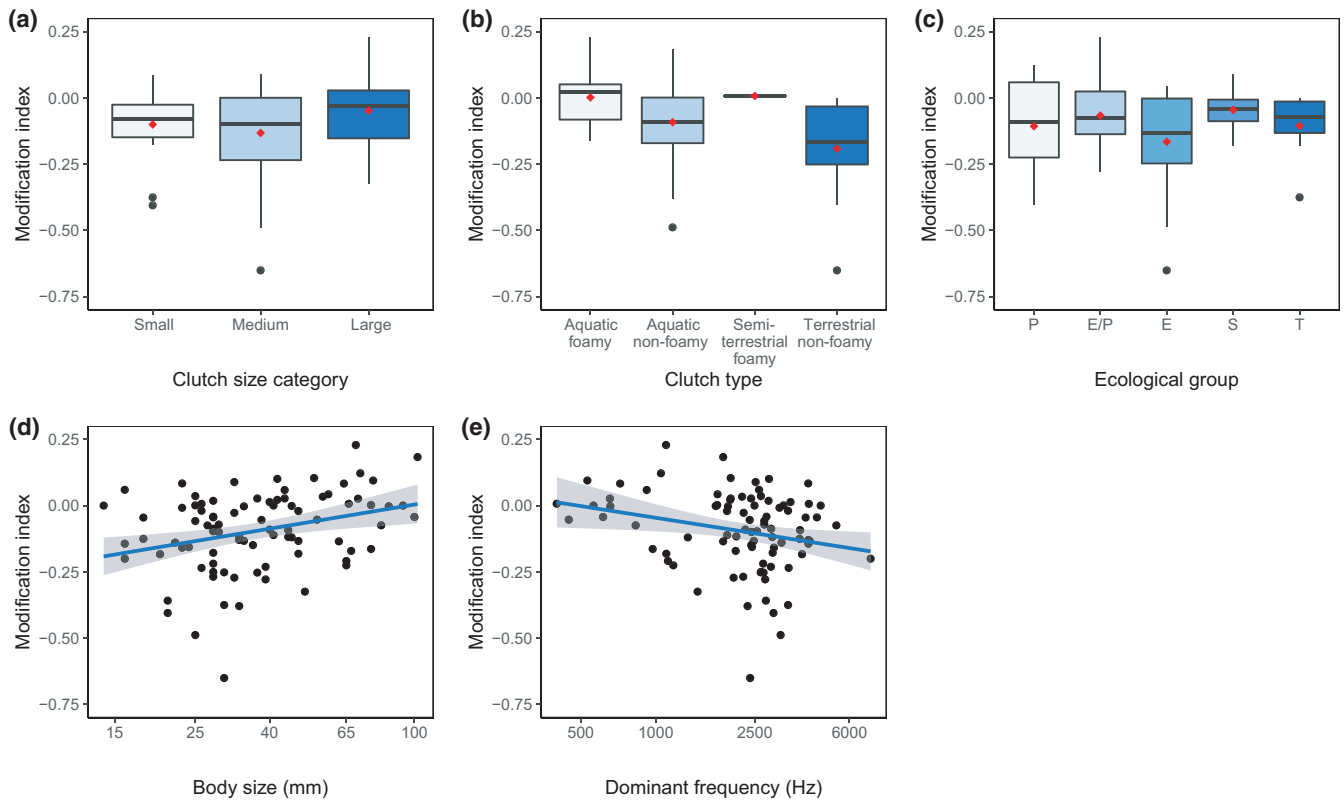 (a)
0.25
0.00
−0.25
−0.50
−0.75
Modification index
Small
Medium
Large
Clutch size category
(b)
0.25
0.00
−0.25
−0.50
−0.75
Modification index
Aquatic
foamy
Aquatic
non-foamy
Semi-
terrestrial
foamy
Terrestrial
non-foamy
Clutch type
(c)
0.25
0.00
−0.25
−0.50
−0.75
Modification index
P
E/P
E
S
T
Ecological group
(d)
0.25
0.00
−0.25
−0.50
−0.75
Modification index
15
25
40
65
100
Body size (mm)
(e)
0.25
0.00
−0.25
−0.50
−0.75
Modification index
500
1000
2500
6000
Dominant frequency (Hz)